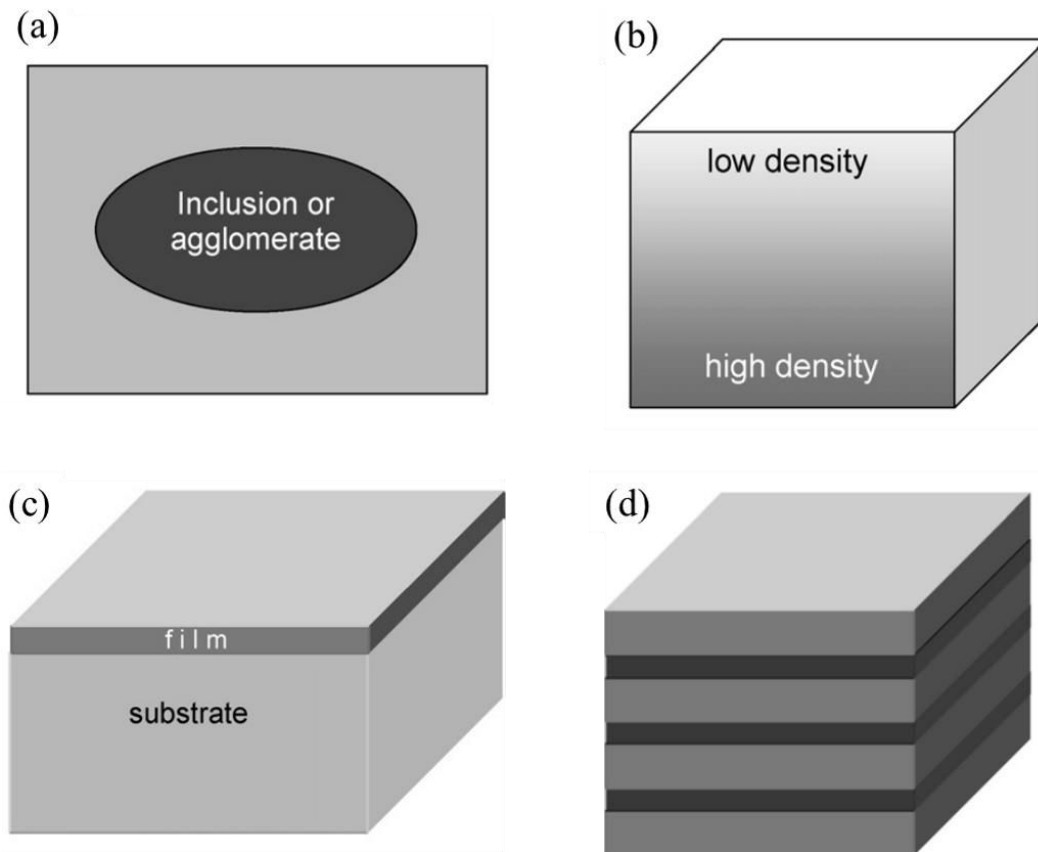 (a)
Inclusion or
agglomerate
(b)
low density
high density
(c)
film
substrate
(d)